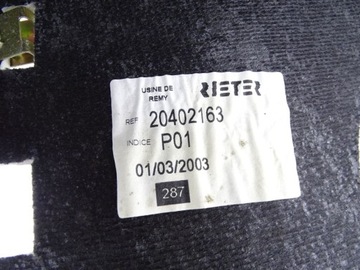 USINE DE REMY RIETER
REF 20402163
INDICE P01
01/03/2003
287